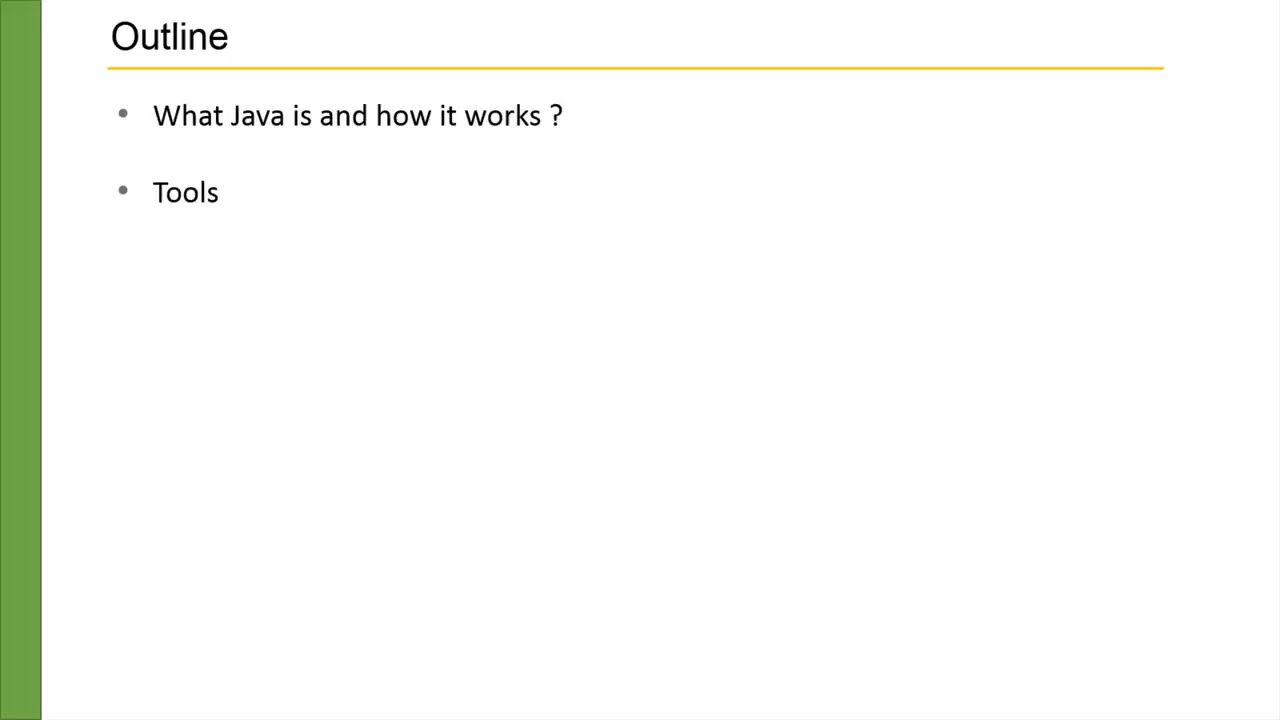 Outline
• What Java is and how it works ?
• Tools